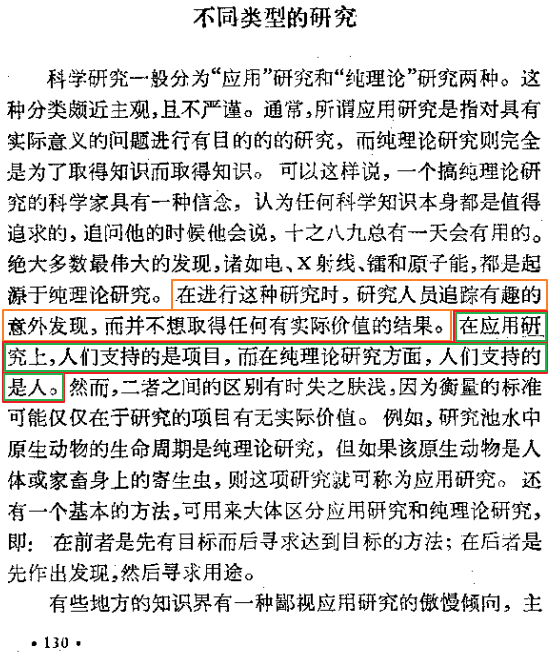 不同类型的研究
科学研究一般分为“应用”研究和“纯理论”研究两种。这
种分类颇近主观,且不严谨。通常,所谓应用研究是指对具有
实际意义的问题进行有目的的的研究，而纯理论研究则完全
是为了取得知识而取得知识。可以这样说，一个搞纯理论研
究的科学家具有一种信念，认为任何科学知识本身都是值得
追求的，追问他的时候他会说，十之八九总有一天会有用的。
绝大多数最伟大的发现,诸如电、X射线、镭和原子能,都是起
源于纯理论研究。在进行这种研究时，研究人员追踪有趣的
意外发现，而并不想取得任何有实际价值的结果。在应用研
究上,人们支持的是项目，而在纯理论研究方面，人们支持的
是人。然而,二者之间的区别有时失之肤浅,因为衡量的标准
可能仅仅在于研究的项目有无实际价值。例如,研究池水中
原生动物的生命周期是纯理论研究，但如果该原生动物是人
体或家畜身上的寄生虫，则这项研究就可称为应用研究。还
有一个基本的方法,可用来大体区分应用研究和纯理论研究，
即：在前者是先有目标而后寻求达到目标的方法；在后者是
先作出发现,然后寻求用途。
有些地方的知识界有一种鄙视应用研究的傲慢倾向，主
•130•